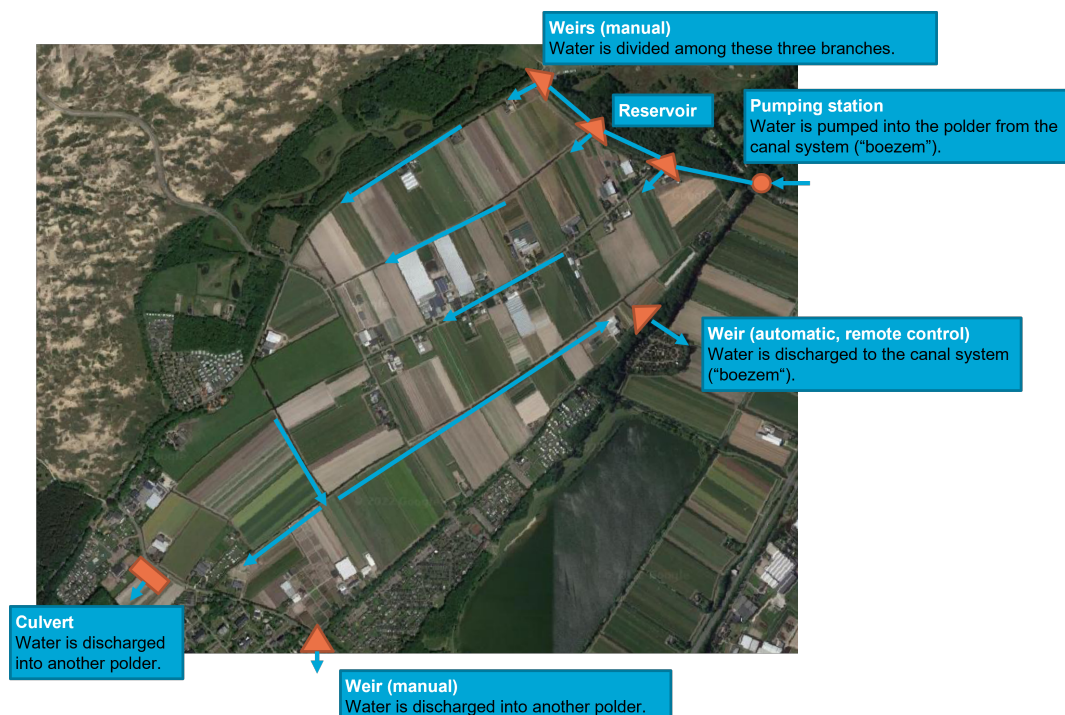 Weirs (manual)
Water is divided among these three branches.
Reservoir
Pumping station
Water is pumped into the polder from the
canal system (“boezem”).
Weir (automatic, remote control)
Water is discharged to the canal system
(“boezem“).
Culvert
Water is discharged
into another polder.
Weir (manual)
Water is discharged into another polder.